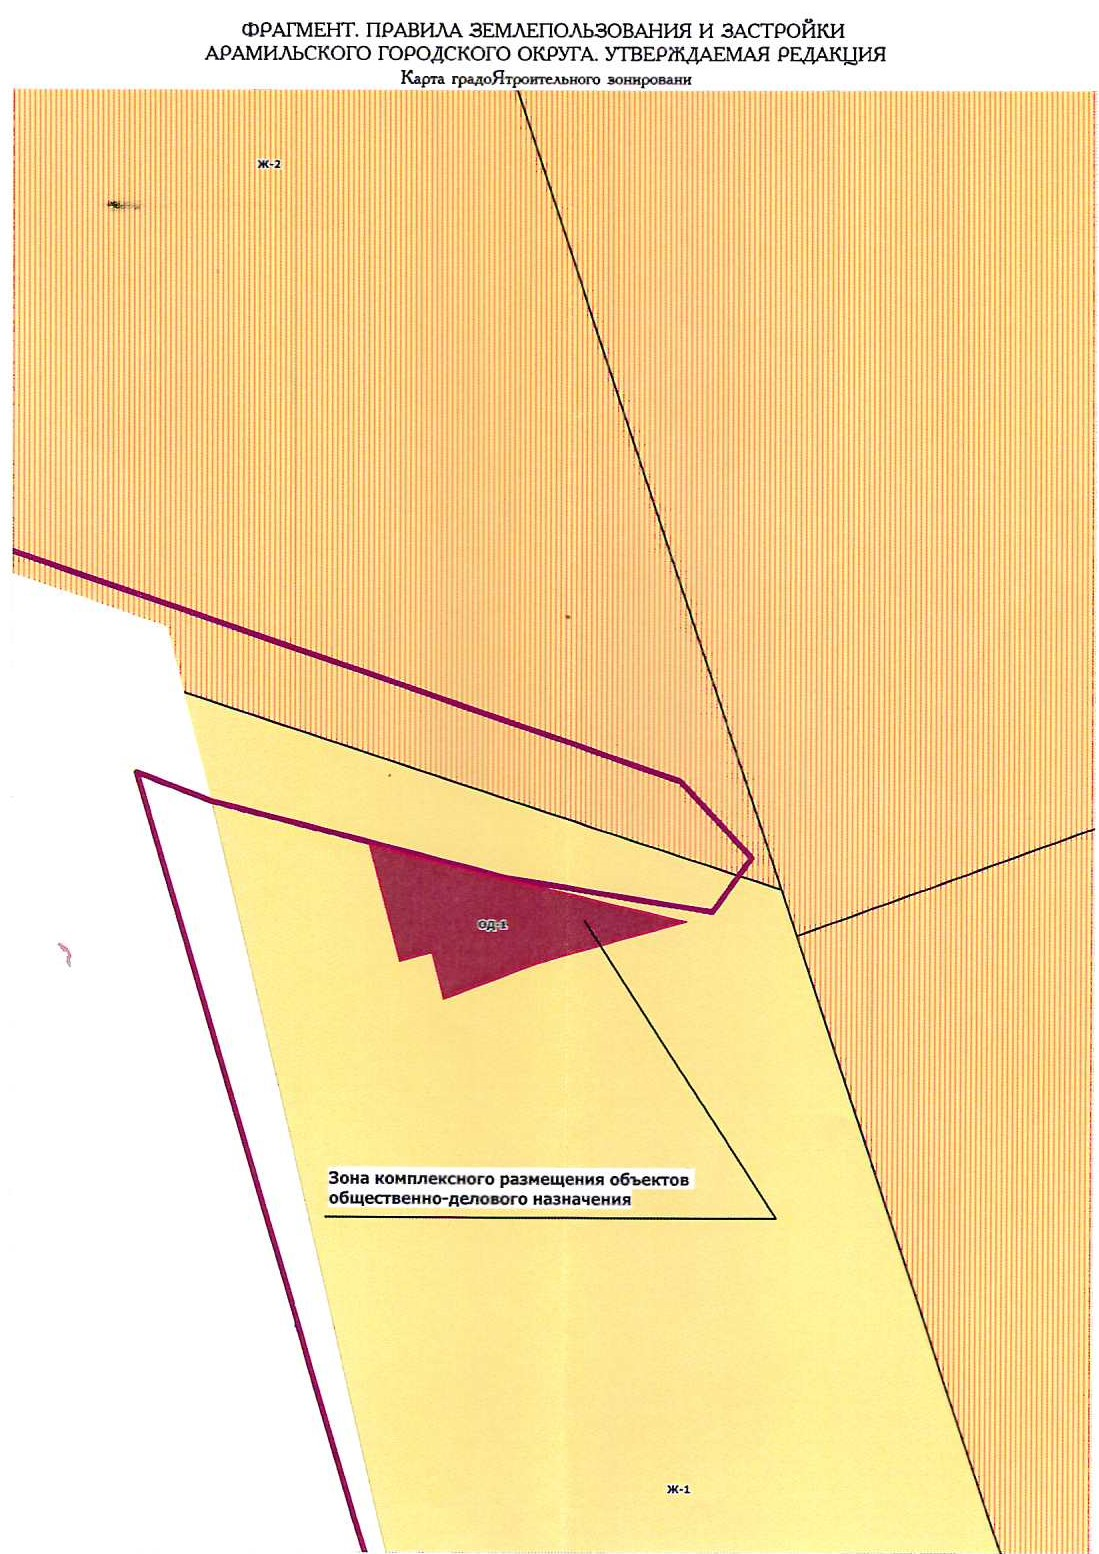 ФРАГМЕНТ. ПРАВИЛА ЗЕМЛЕПОЛЬЗОВАНИЯ И ЗАСТРОЙКИ
АРАМИЛЬСКОГО ГОРОДСКОГО ОКРУГА. УТВЕРЖДАЕМАЯ РЕДАКЦИЯ
Карта градоЯтроительного зонировани
Ж-2
ОД-1
Зона комплексного размещения объектов
общественно-делового назначения
Ж-1